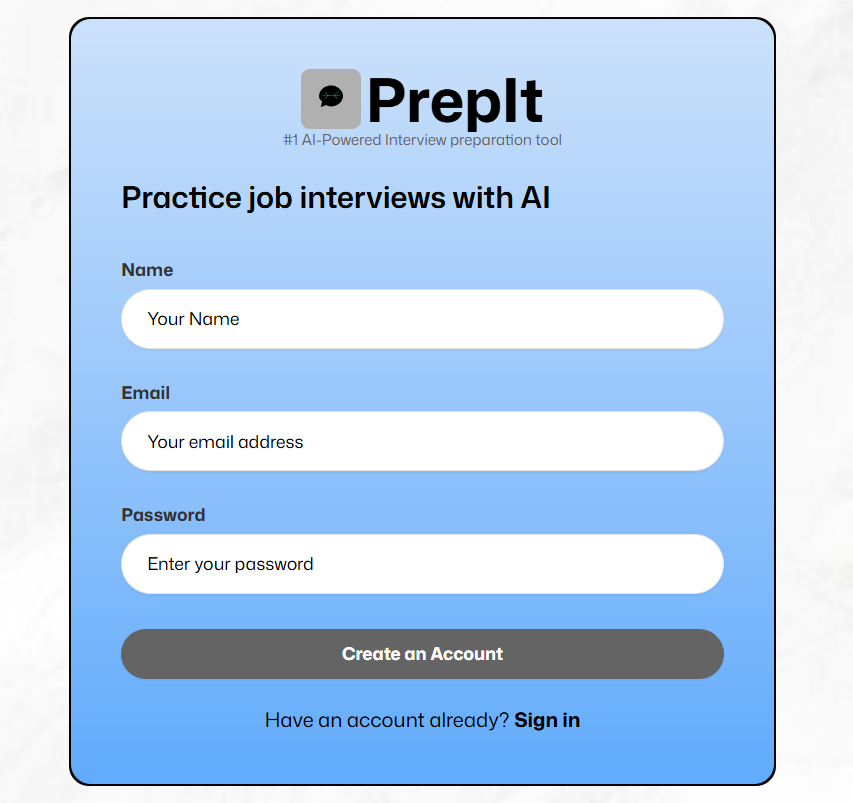 PrepIt
#1 AI-Powered Interview preparation tool
Practice job interviews with AI
Name
Your Name
Email
Your email address
Password
Enter your password
Create an Account
Have an account already? Sign in